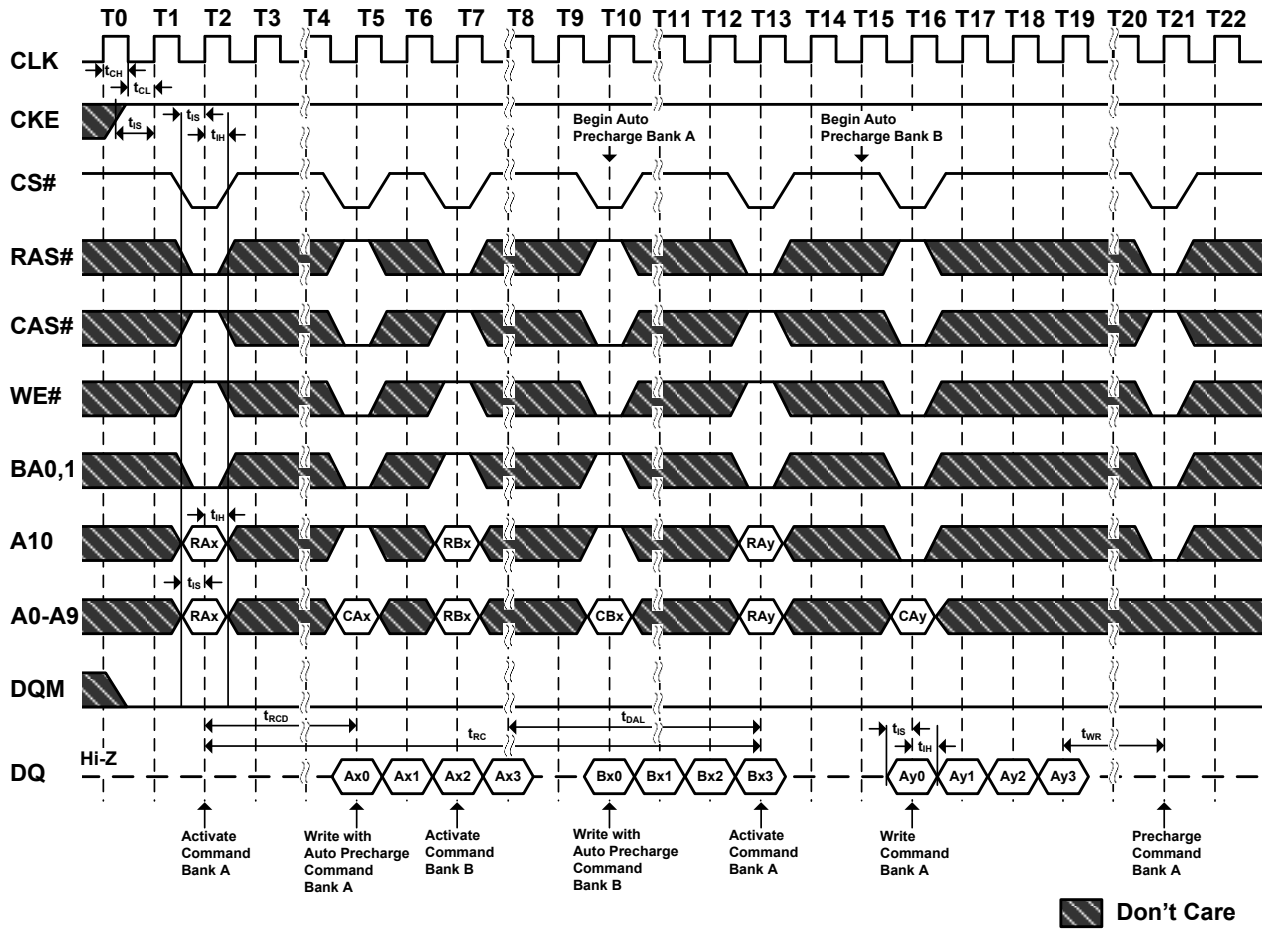 T0 T1 T2 T3 T4 T5 T6 T7 T8 T9 T10 T11 T12 T13 T14 T15 T16 T17 T18 T19 T20 T21 T22
CLK
tCH
tCL
CKE
tIS
tIS
tIH
Begin Auto
Precharge Bank A
Begin Auto
Precharge Bank B
CS#
RAS#
CAS#
WE#
BA0,1
tIH
A10
RAx RBx RAy
tIS
A0-A9
RAx CAx RBx CBx RAy CAy
DQM
tRCD
tDAL
tRC
tIS
tIH
tWR
Hi-Z
DQ
Ax0 Ax1 Ax2 Ax3 Bx0 Bx1 Bx2 Bx3 Ay0 Ay1 Ay2 Ay3
Activate
Command
Bank A
Write with
Auto Precharge
Command
Bank A
Activate
Command
Bank B
Write with
Auto Precharge
Command
Bank B
Activate
Command
Bank A
Write
Command
Bank A
Precharge
Command
Bank A
Don't Care